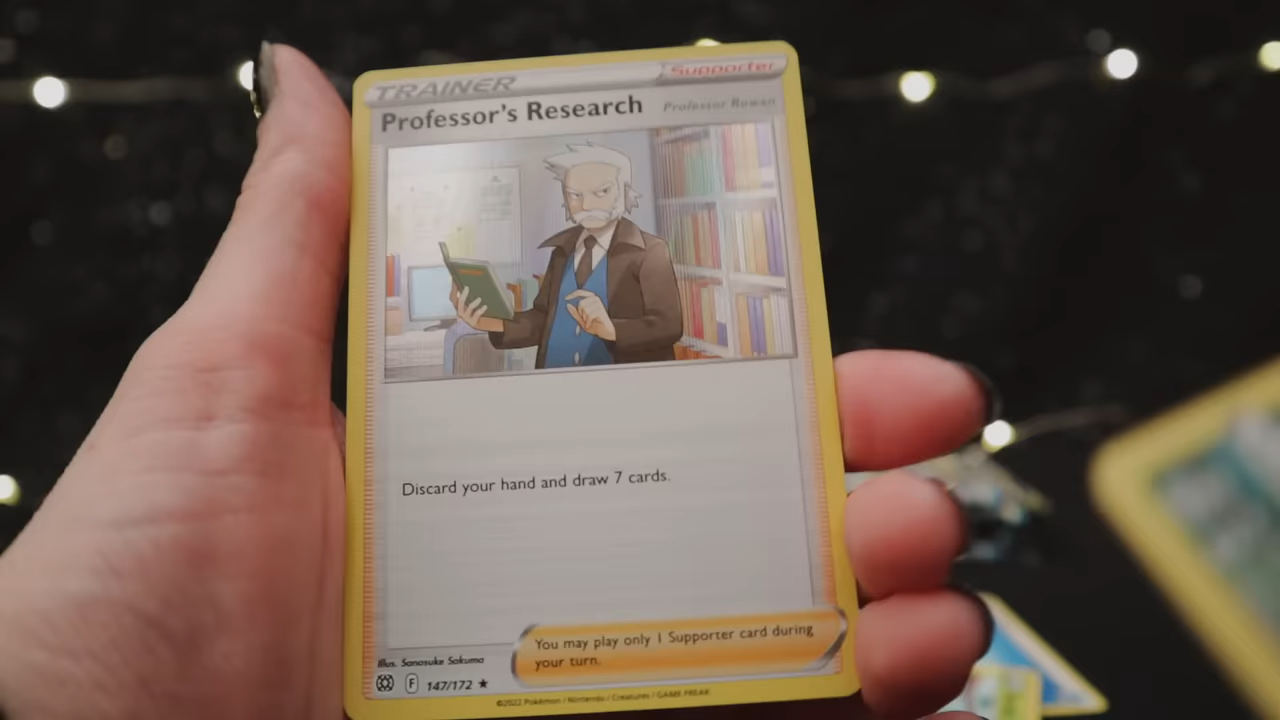 TRAINER Supporter
Professor's Research Professor Rowan
Discard your hand and draw 7 cards.
You may play only 1 Supporter card during
your turn.
Illus. Sanosuke Sakuma
F 147/172 ★
©2022 Pokémon / Nintendo / Creatures / GAME FREAK